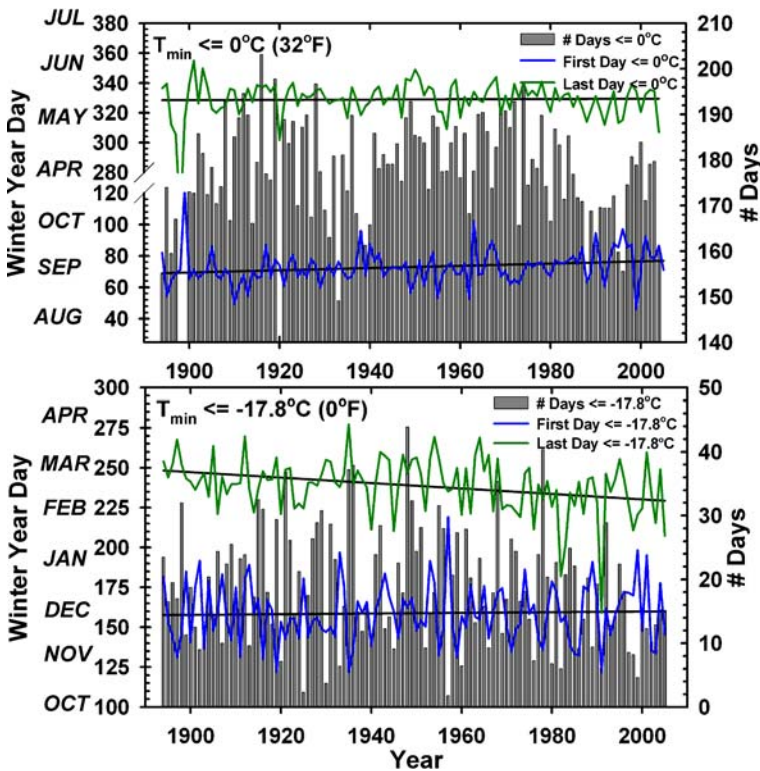 JUL
JUN
MAY
APR
OCT
SEP
AUG
Winter Year Day
380
360
340
320
300
280
120
100
80
60
40
Tmin <= 0°C (32°F)
# Days <= 0°C
First Day <= 0°C
Last Day <= 0°C
210
200
190
180
170
160
150
140
# Days
1900 1920 1940 1960 1980 2000
APR
MAR
FEB
JAN
DEC
NOV
OCT
Winter Year Day
300
275
250
225
200
175
150
125
100
Tmin <= -17.8°C (0°F)
# Days <= -17.8°C
First Day <= -17.8°C
Last Day <= -17.8°C
50
40
30
20
10
0
# Days
1900 1920 1940 1960 1980 2000
Year